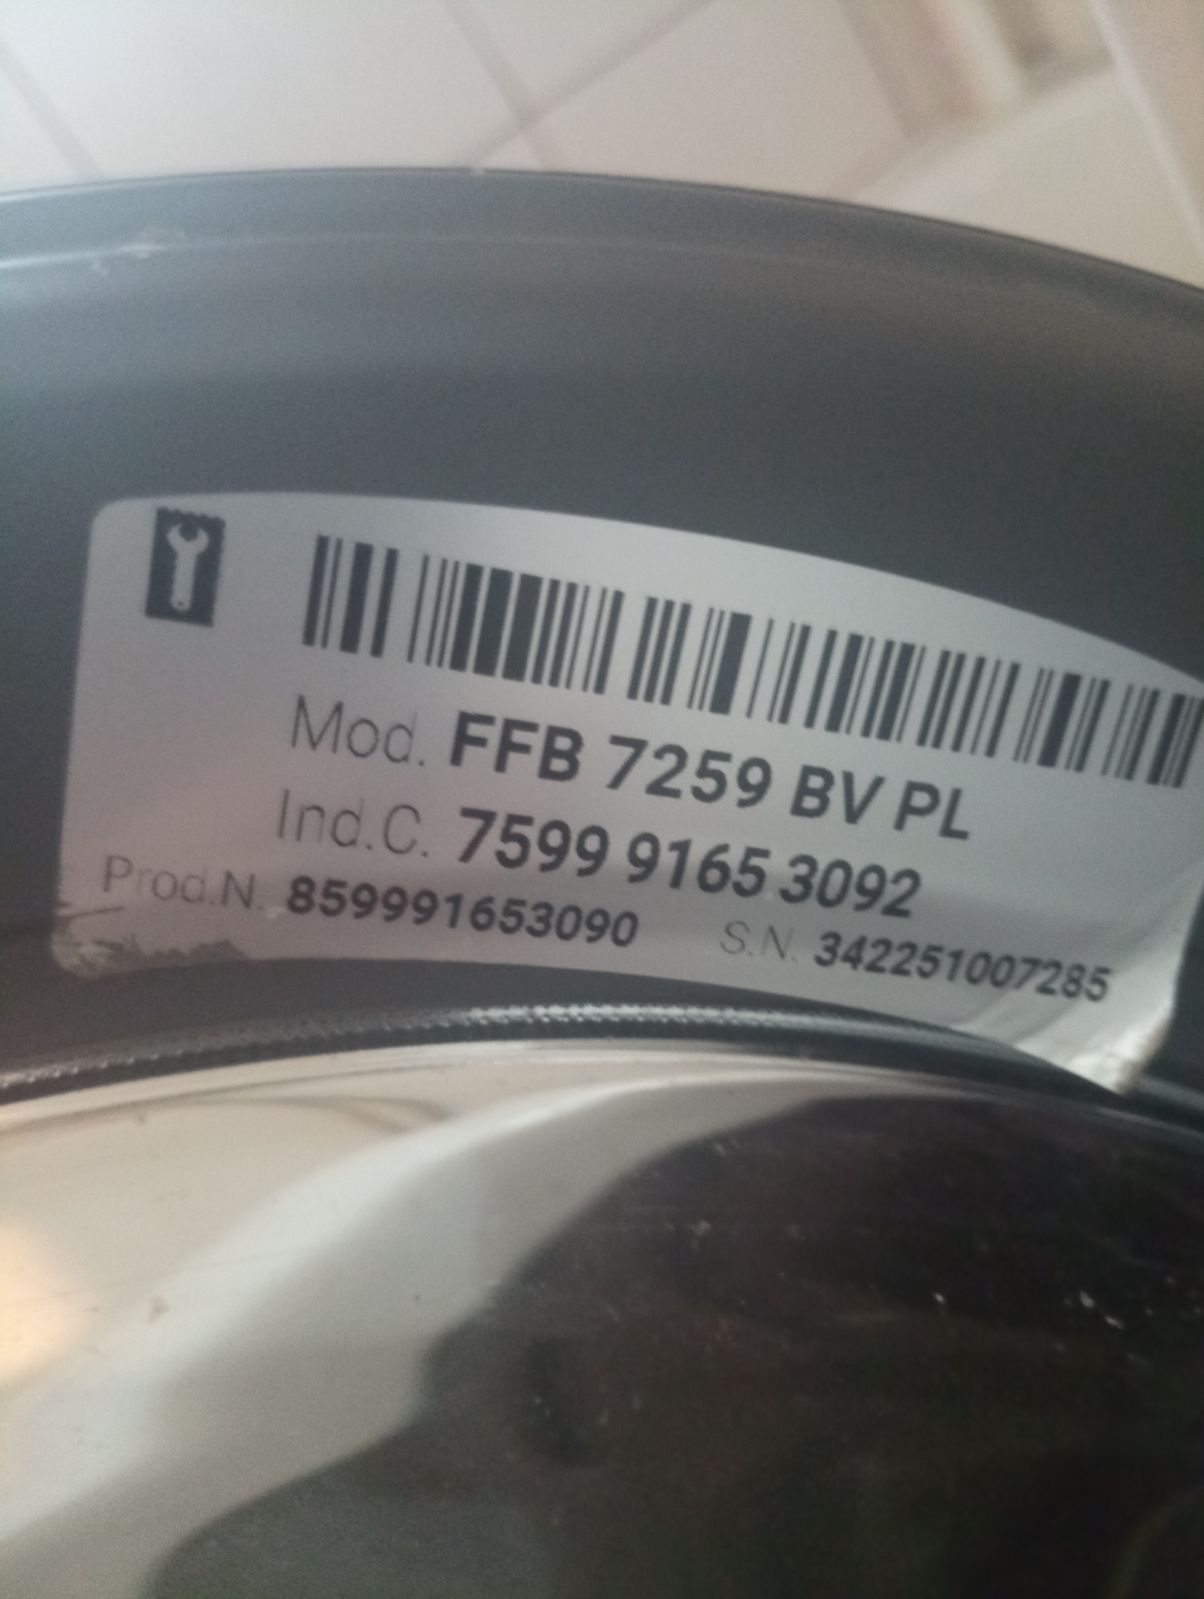 Mod. FFB 7259 BV PL
Ind.C. 7599 9165 3092
Prod.N. 859991653090 S.N. 342251007285